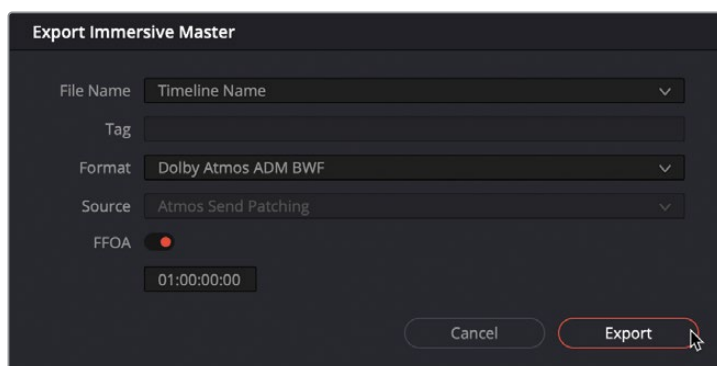 Export Immersive Master
File Name Timeline Name
Tag
Format Dolby Atmos ADM BWF
Source Atmos Send Patching
FFOA
01:00:00:00
Cancel Export